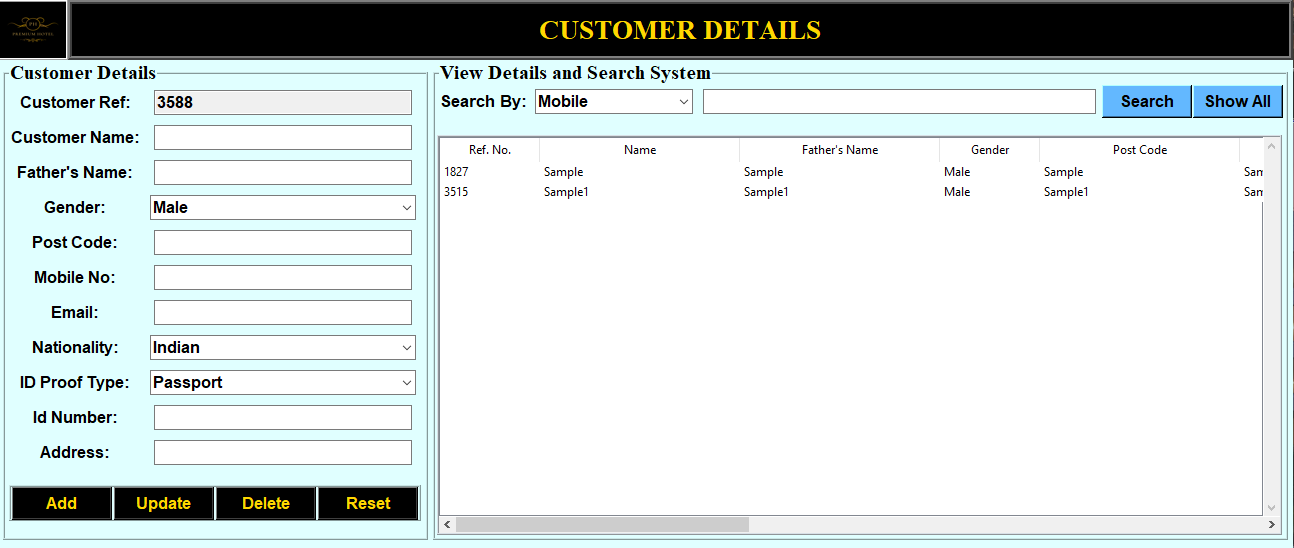 PH
PREMIUM HOTEL
CUSTOMER DETAILS
Customer Details
Customer Ref: 3588
Customer Name:
Father's Name:
Gender: Male
Post Code:
Mobile No:
Email:
Nationality: Indian
ID Proof Type: Passport
Id Number:
Address:
Add Update Delete Reset
View Details and Search System
Search By: Mobile Search Show All
Ref. No. Name Father's Name Gender Post Code
1827 Sample Sample Male Sample Sam
3515 Sample1 Sample1 Male Sample1 Sam